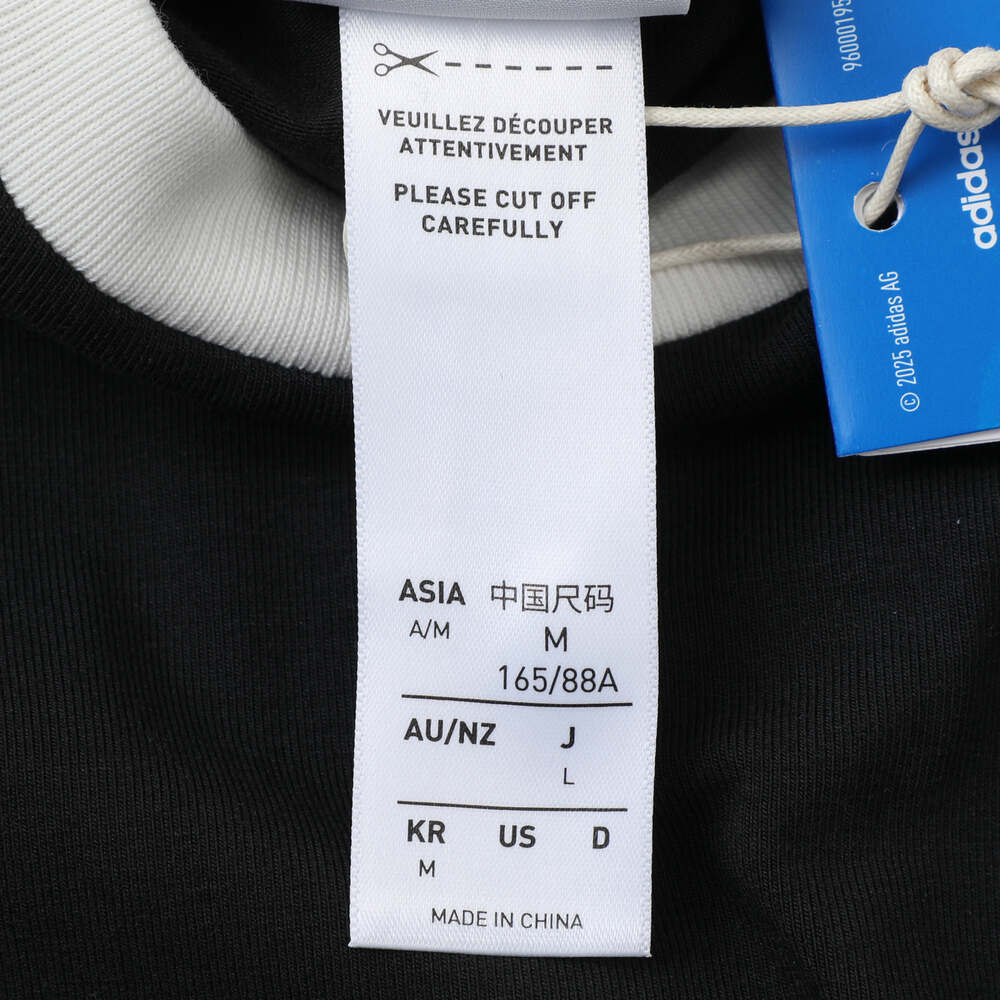 VEUILLEZ DÉCOUPER
ATTENTIVEMENT
PLEASE CUT OFF
CAREFULLY
ASIA 中国尺码
A/M M
165/88A
AU/NZ J
L
KR US D
M
MADE IN CHINA
adidas
© 2025 adidas AG